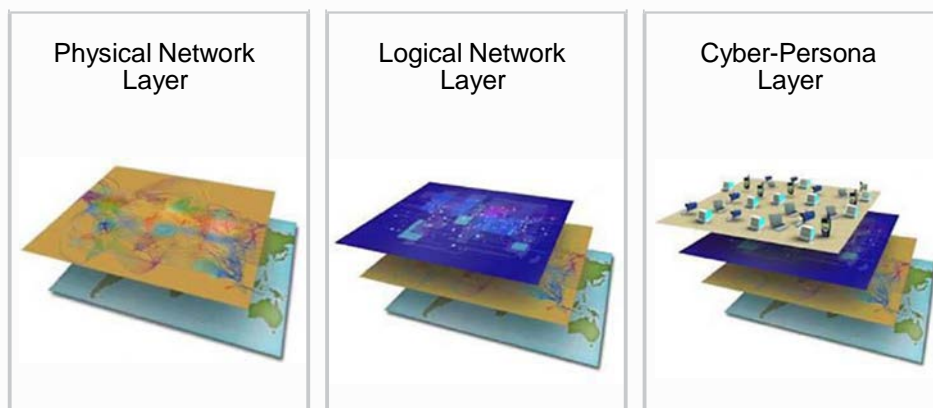 Physical Network
Layer
Logical Network
Layer
Cyber-Persona
Layer